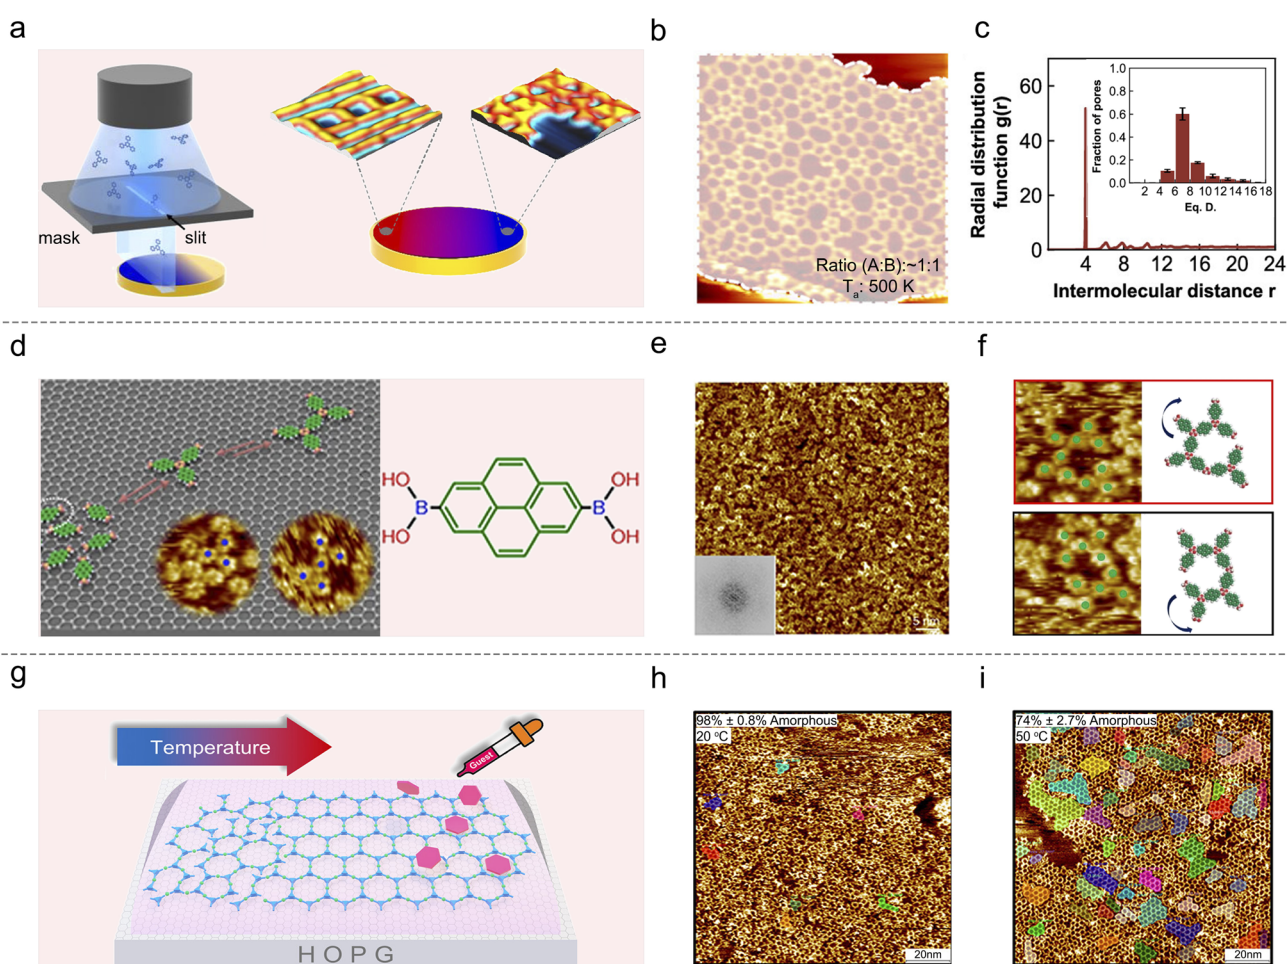 a
mask
slit
b
Ratio (A:B):~1:1
Ta: 500 K
c
Radial distribution
function g(r)
60
40
20
0
4
8
12
16
20
24
Intermolecular distance r
Fraction of pores
1.0
0.8
0.6
0.4
0.2
0.0
2 4 6 8 10 12 14 16 18
Eq. D.
d
HO
OH
B
B
HO
OH
e
5 nm
f
g
Temperature
Guest
HOPG
h
98% ± 0.8% Amorphous
20 °C
20nm
i
74% ± 2.7% Amorphous
50 °C
20nm